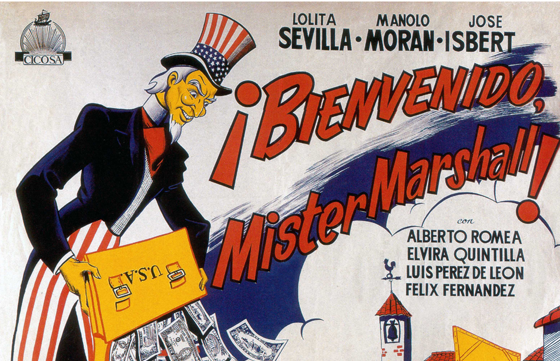 CICOSA
LOLITA MANOLO JOSE
SEVILLA·MORAN·ISBERT
¡BIENVENIDO,
Mister Marshall!
con
ALBERTO ROMEA
ELVIRA QUINTILLA
LUIS PEREZ DE LEON
FELIX FERNANDEZ
U.S.A.